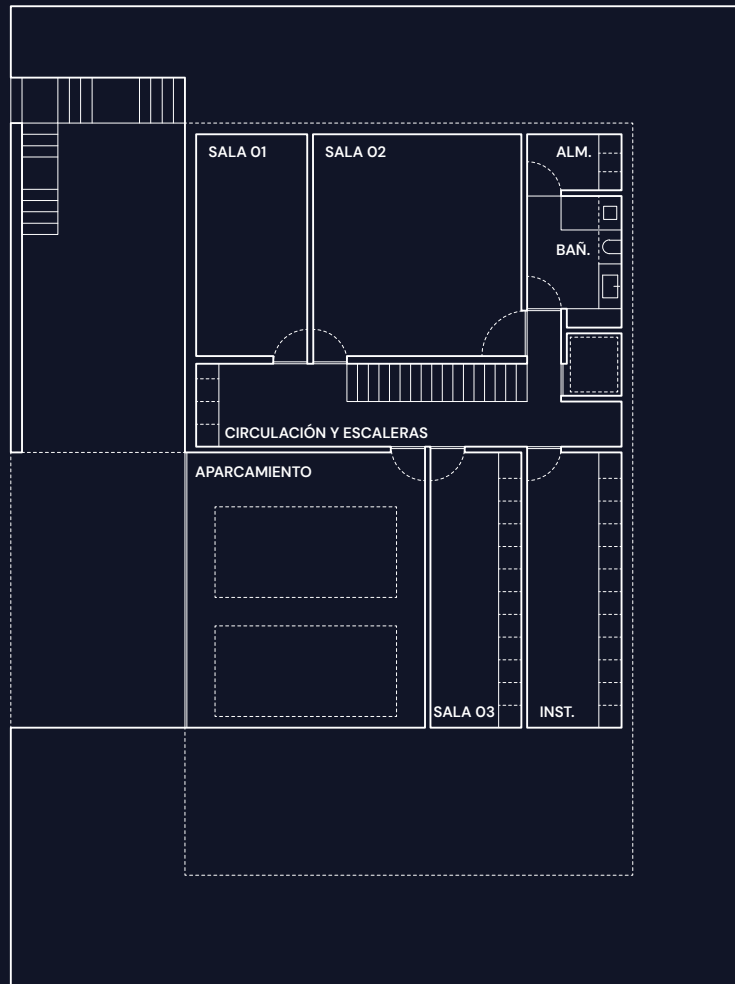 SALA 01
SALA 02
ALM.
BAÑ.
CIRCULACIÓN Y ESCALERAS
APARCAMIENTO
SALA 03
INST.